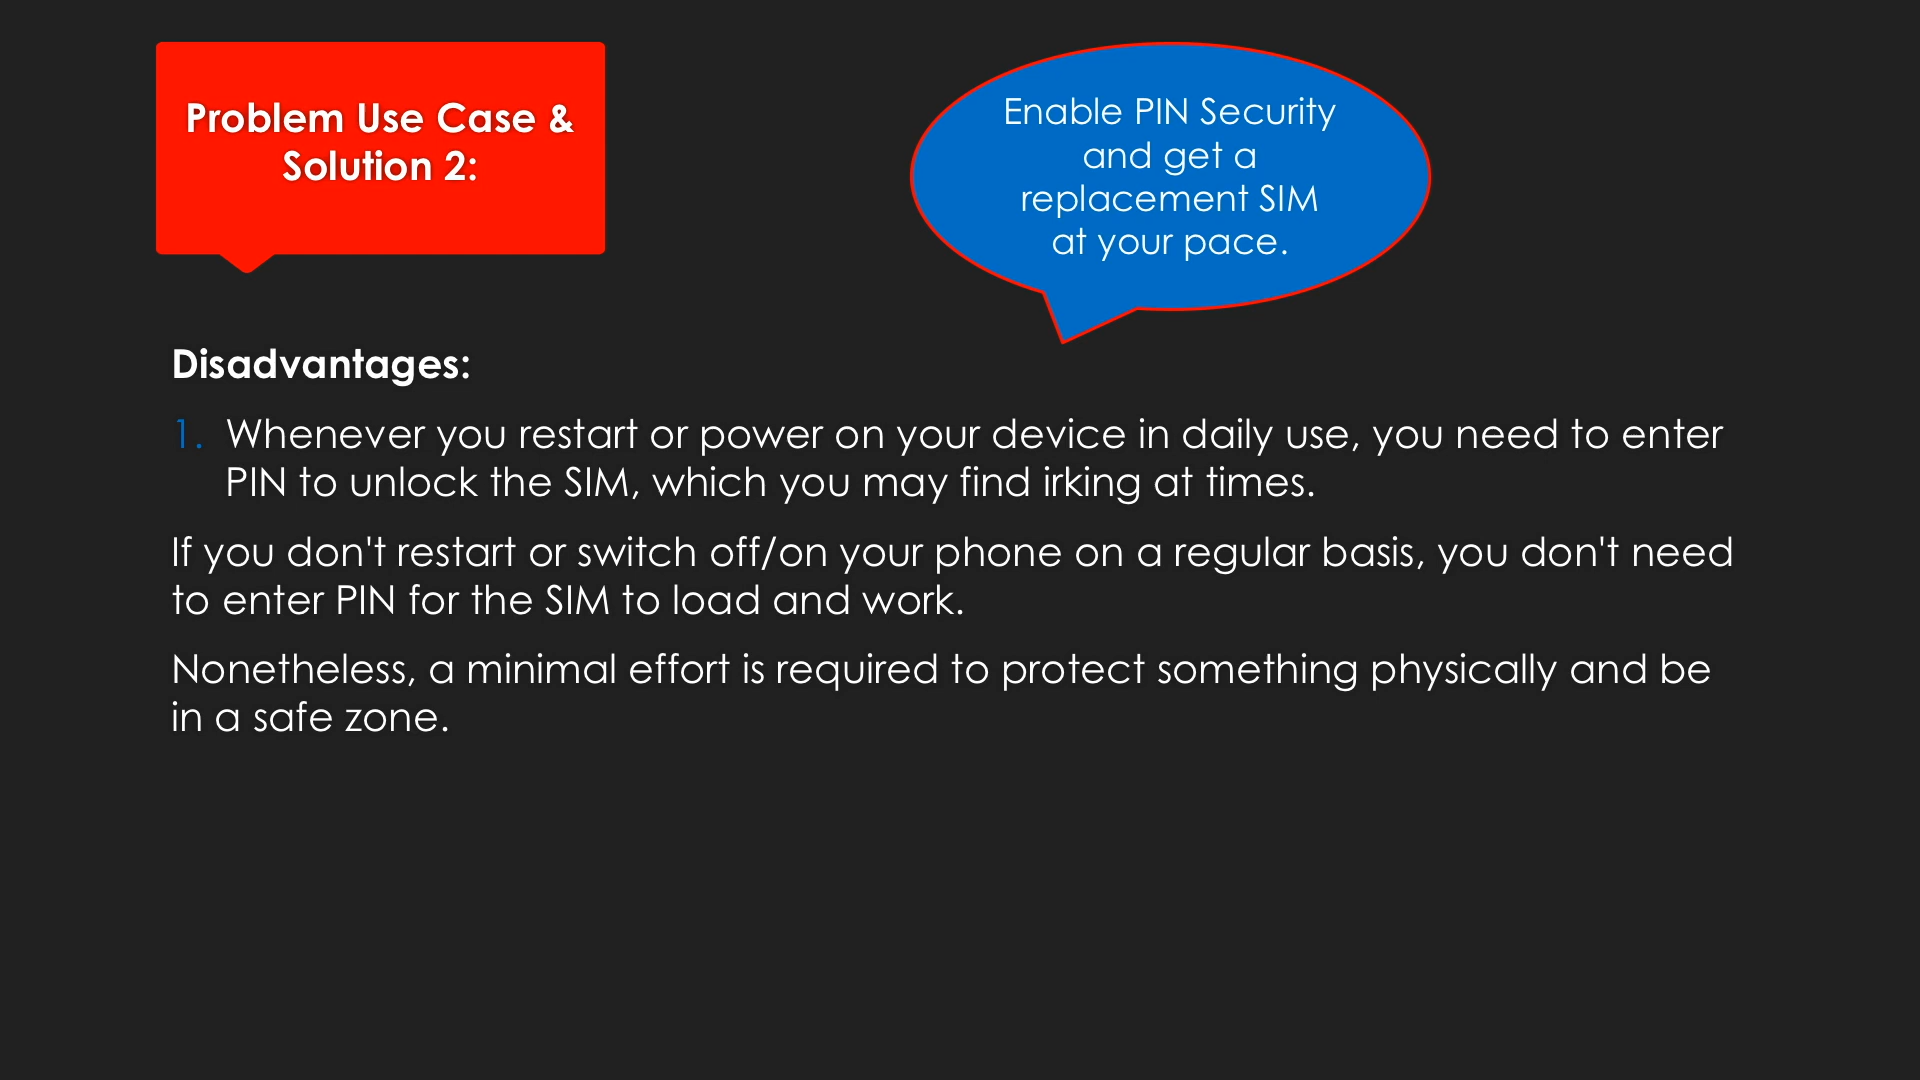 Problem Use Case &
Solution 2:
Enable PIN Security
and get a
replacement SIM
at your pace.
Disadvantages:
1. Whenever you restart or power on your device in daily use, you need to enter
PIN to unlock the SIM, which you may find irking at times.
If you don't restart or switch off/on your phone on a regular basis, you don't need
to enter PIN for the SIM to load and work.
Nonetheless, a minimal effort is required to protect something physically and be
in a safe zone.